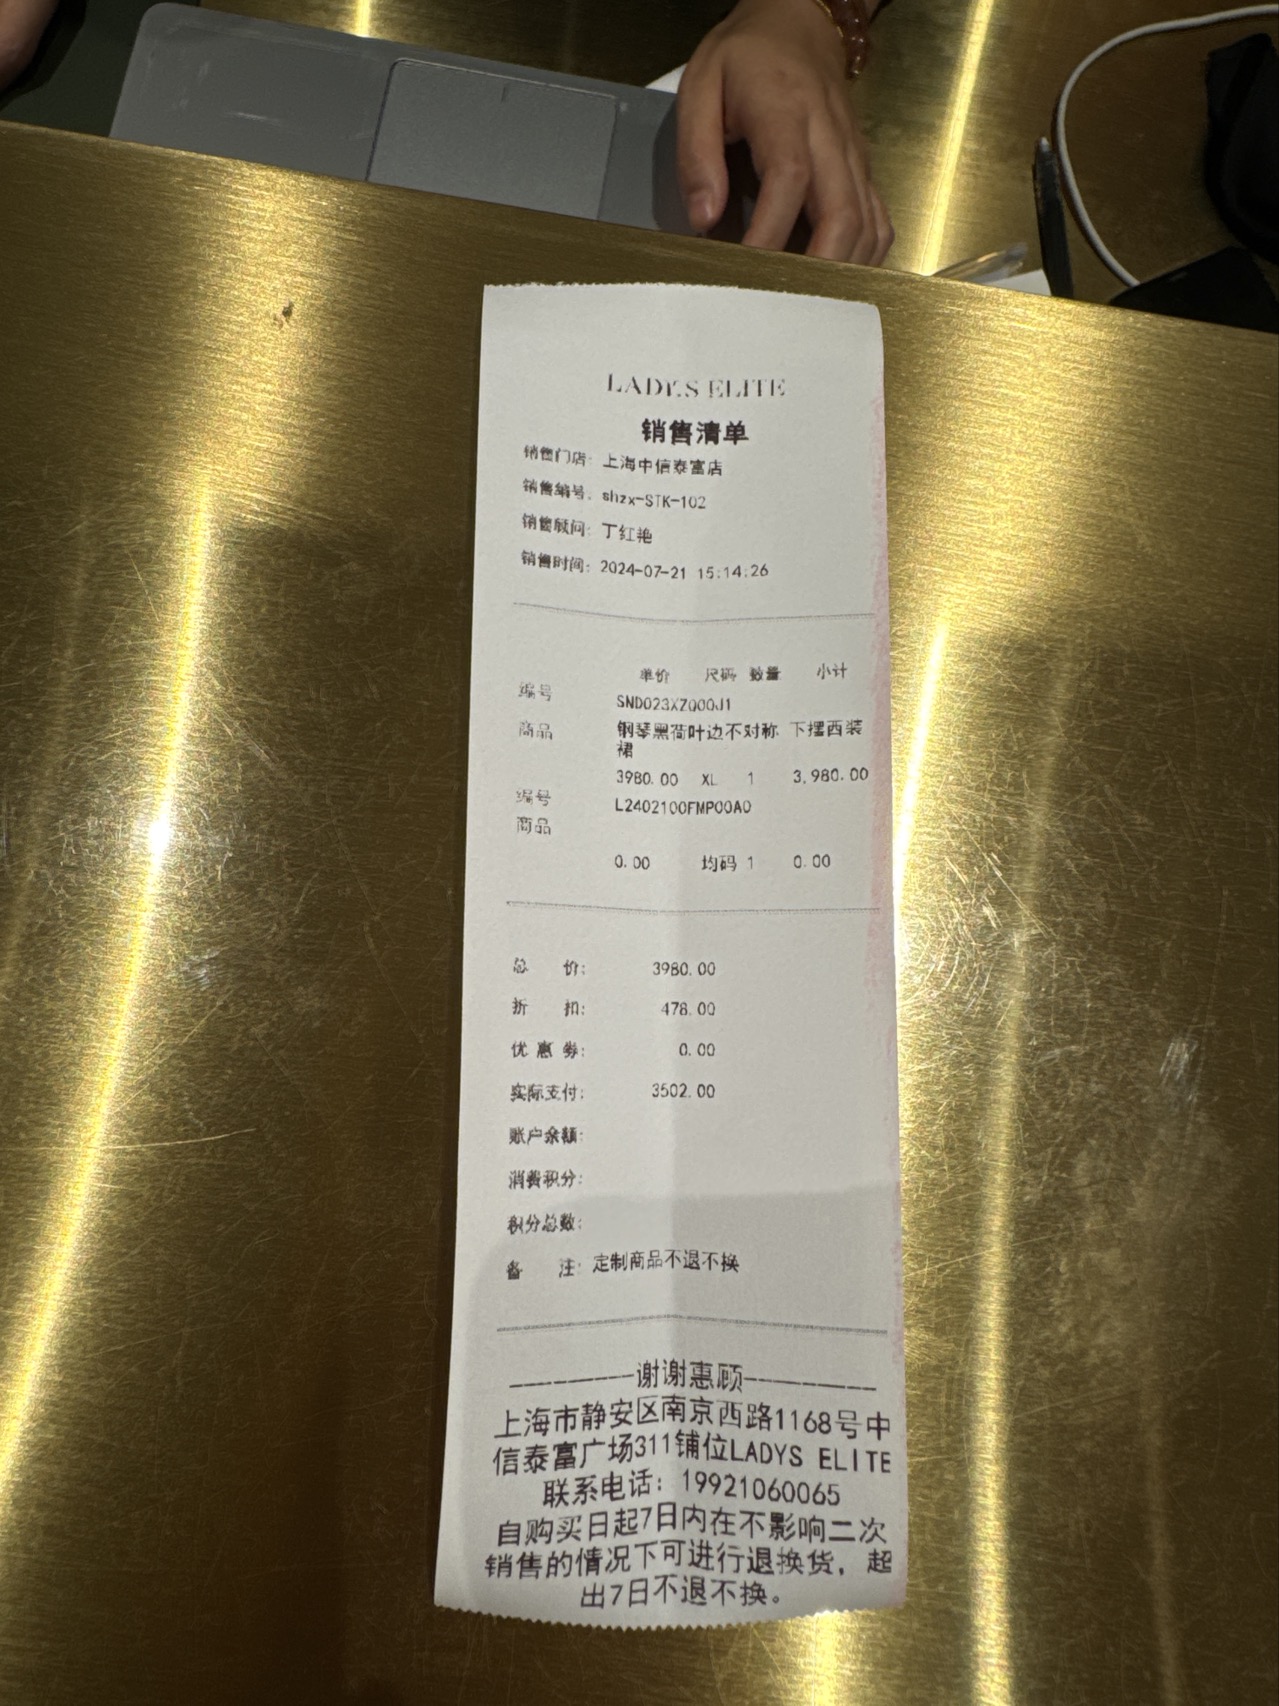 LADYS ELITE
销售清单
销售门店: 上海中信泰富店
销售编号: shzx-STK-102
销售顾问: 丁红艳
销售时间: 2024-07-21 15:14:26
单价 尺码 数量 小计
编号 SND023XZ000J1
商品 钢琴黑荷叶边不对称 下摆西装
裙
3980.00 XL 1 3,980.00
编号 L2402100FMP00A0
商品
0.00 均码 1 0.00
总 价: 3980.00
折 扣: 478.00
优 惠 券: 0.00
实际支付: 3502.00
账户余额:
消费积分:
积分总数:
备 注: 定制商品不退不换
---------谢谢惠顾---------
上海市静安区南京西路1168号中
信泰富广场311铺位LADYS ELITE
联系电话: 19921060065
自购买日起7日内在不影响二次
销售的情况下可进行退换货, 超
出7日不退不换。